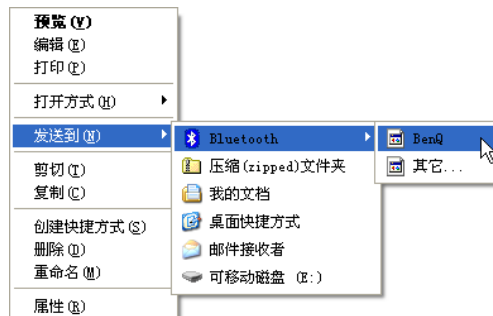 预览(V)
编辑(E)
打印(P)
打开方式(H)
发送到(N)
剪切(T)
复制(C)
创建快捷方式(S)
删除(D)
重命名(M)
属性(R)
Bluetooth
压缩(zipped)文件夹
我的文档
桌面快捷方式
邮件接收者
可移动磁盘 (E:)
BenQ
其它...